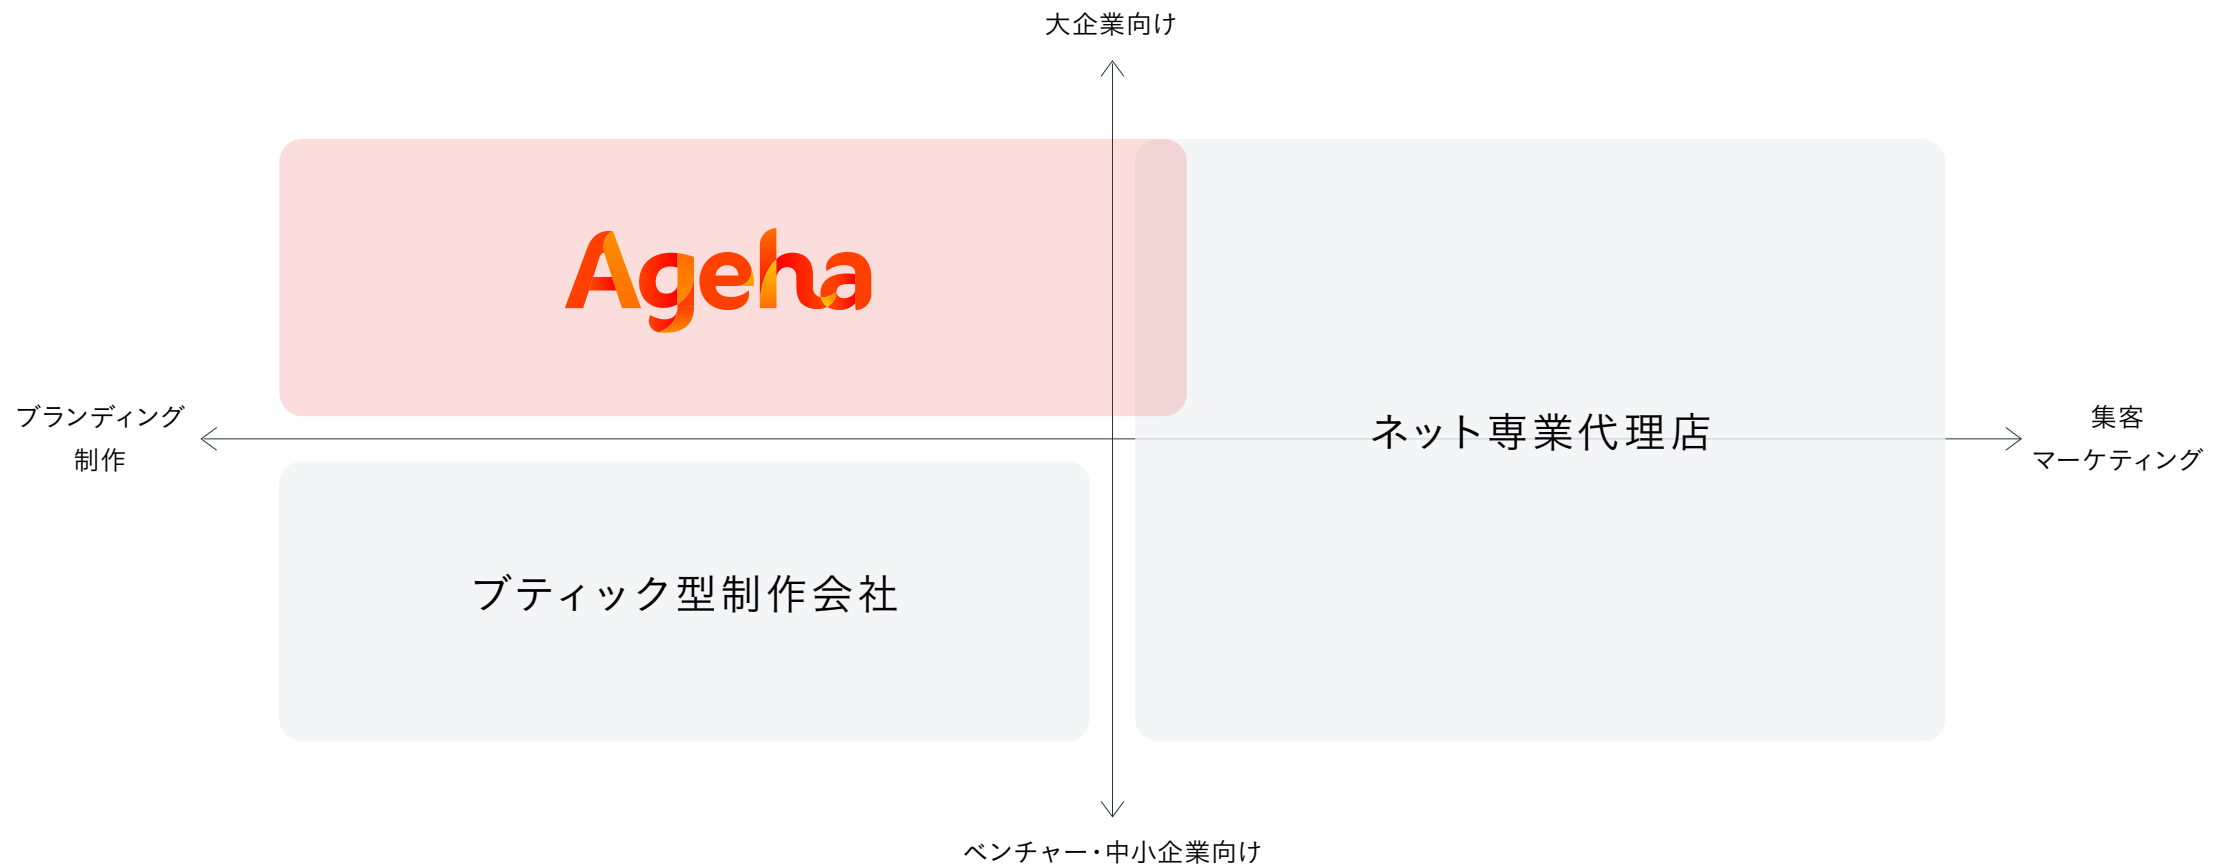 大企業向け
Ageha
ブランディング
制作
ネット専業代理店
集客
マーケティング
ブティック型制作会社
ベンチャー・中小企業向け